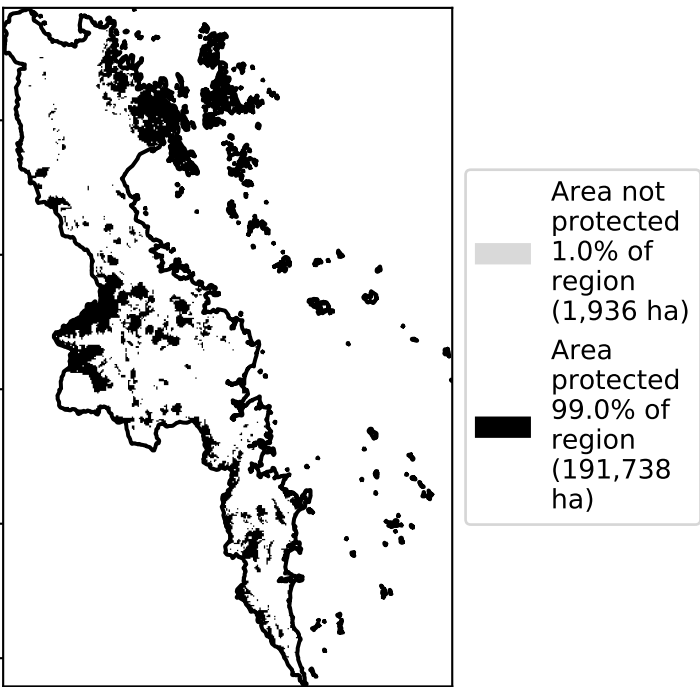 Area not
protected
1.0% of
region
(1,936 ha)
Area
protected
99.0% of
region
(191,738
ha)